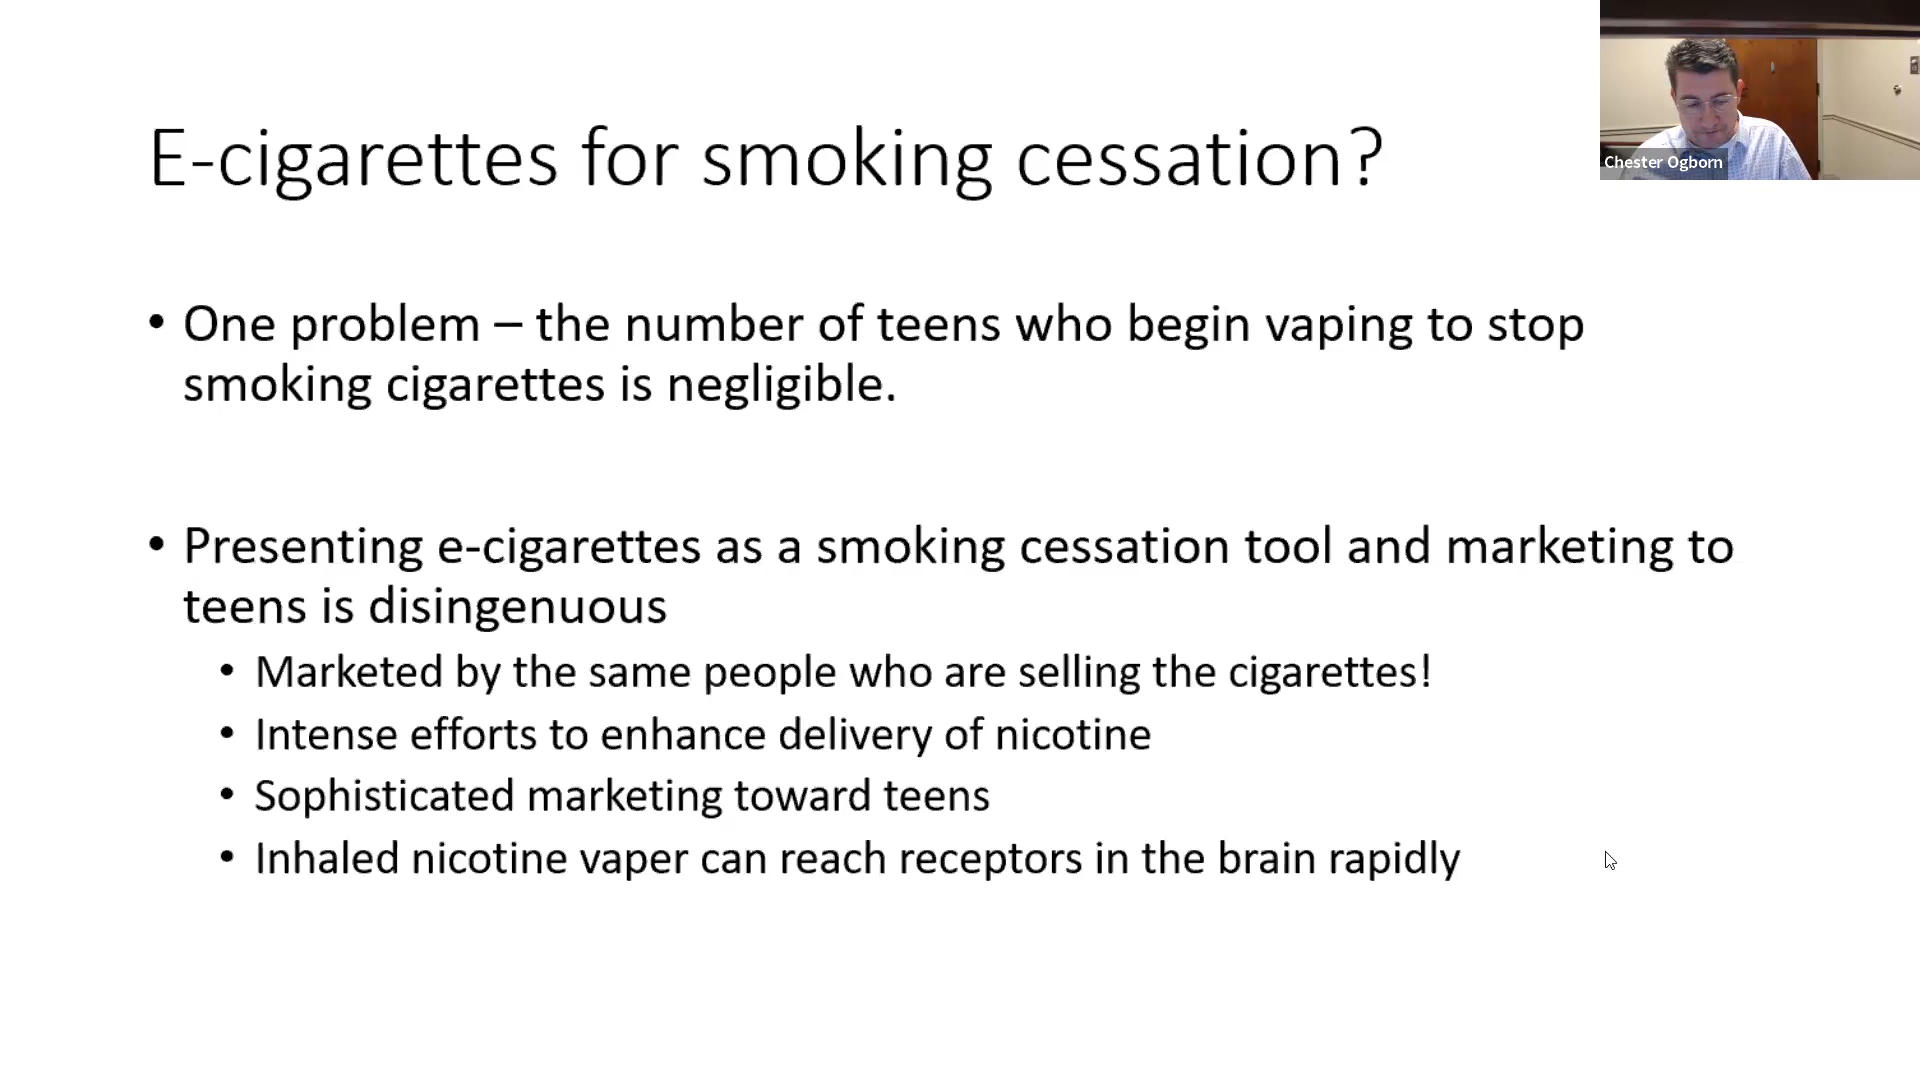 E-cigarettes for smoking cessation?
Chester Ogborn
• One problem – the number of teens who begin vaping to stop
smoking cigarettes is negligible.
• Presenting e-cigarettes as a smoking cessation tool and marketing to
teens is disingenuous
• Marketed by the same people who are selling the cigarettes!
• Intense efforts to enhance delivery of nicotine
• Sophisticated marketing toward teens
• Inhaled nicotine vaper can reach receptors in the brain rapidly